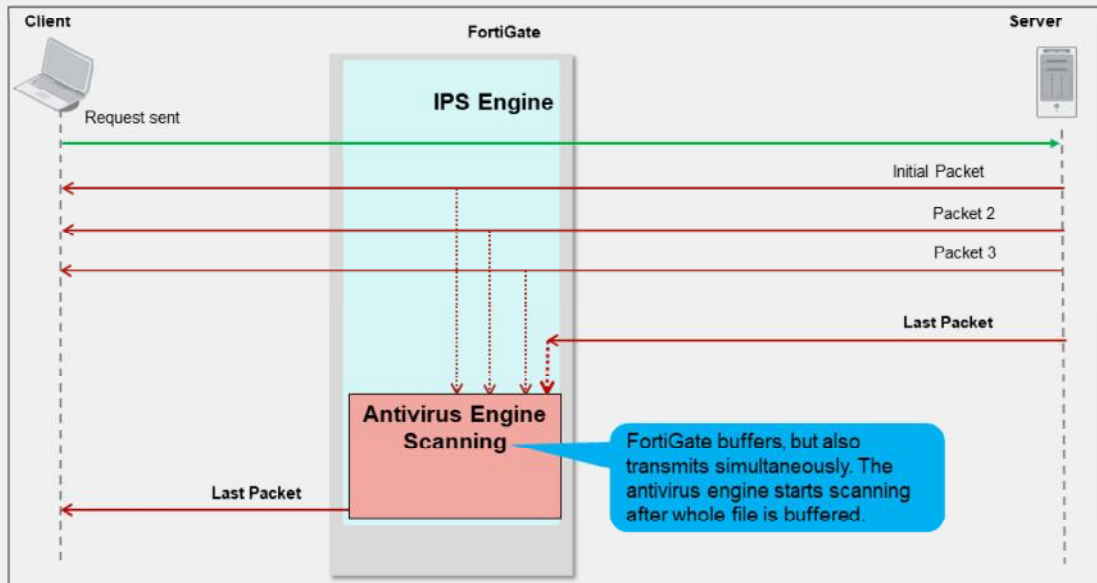 Client
FortiGate
Server
IPS Engine
Request sent
Initial Packet
Packet 2
Packet 3
Last Packet
Antivirus Engine
Scanning
FortiGate buffers, but also
transmits simultaneously. The
antivirus engine starts scanning
after whole file is buffered.
Last Packet